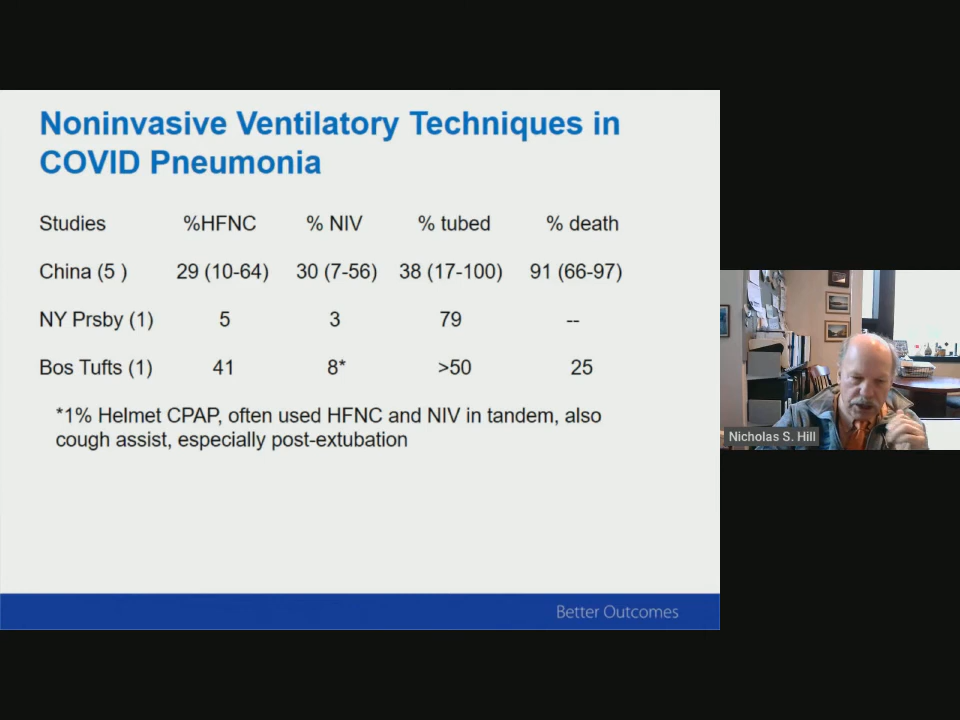 Noninvasive Ventilatory Techniques in
COVID Pneumonia
Studies %HFNC % NIV % tubed % death
China (5 ) 29 (10-64) 30 (7-56) 38 (17-100) 91 (66-97)
NY Prsby (1) 5 3 79 --
Bos Tufts (1) 41 8* >50 25
*1% Helmet CPAP, often used HFNC and NIV in tandem, also
cough assist, especially post-extubation
Better Outcomes
Nicholas S. Hill